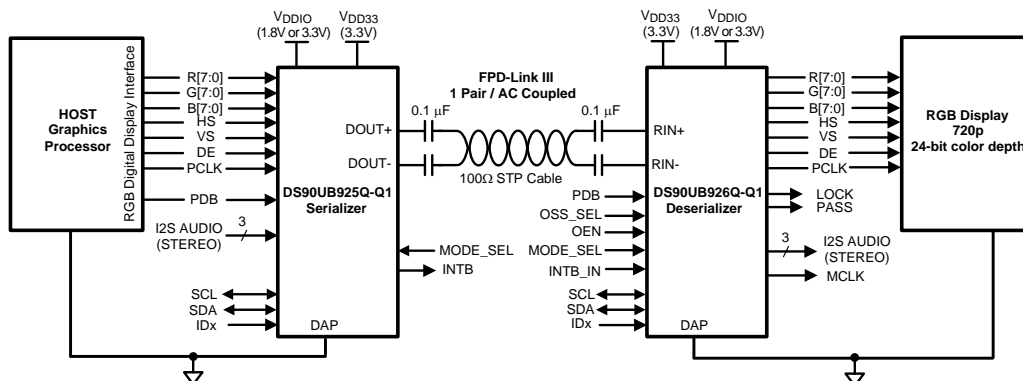 VDDIO
(1.8V or 3.3V)
VDD33
(3.3V)
VDD33
(3.3V)
VDDIO
(1.8V or 3.3V)
HOST
Graphics
Processor
RGB Digital Display Interface
R[7:0]
G[7:0]
B[7:0]
HS
VS
DE
PCLK
PDB
I2S AUDIO
(STEREO)
3
SCL
SDA
IDx
DOUT+
DOUT-
DS90UB925Q-Q1
Serializer
MODE_SEL
INTB
DAP
FPD-Link III
1 Pair / AC Coupled
0.1 µF
0.1 µF
100Ω STP Cable
PDB
OSS_SEL
OEN
MODE_SEL
INTB_IN
SCL
SDA
IDx
RIN+
RIN-
DS90UB926Q-Q1
Deserializer
DAP
R[7:0]
G[7:0]
B[7:0]
HS
VS
DE
PCLK
LOCK
PASS
3
I2S AUDIO
(STEREO)
MCLK
RGB Display
720p
24-bit color depth